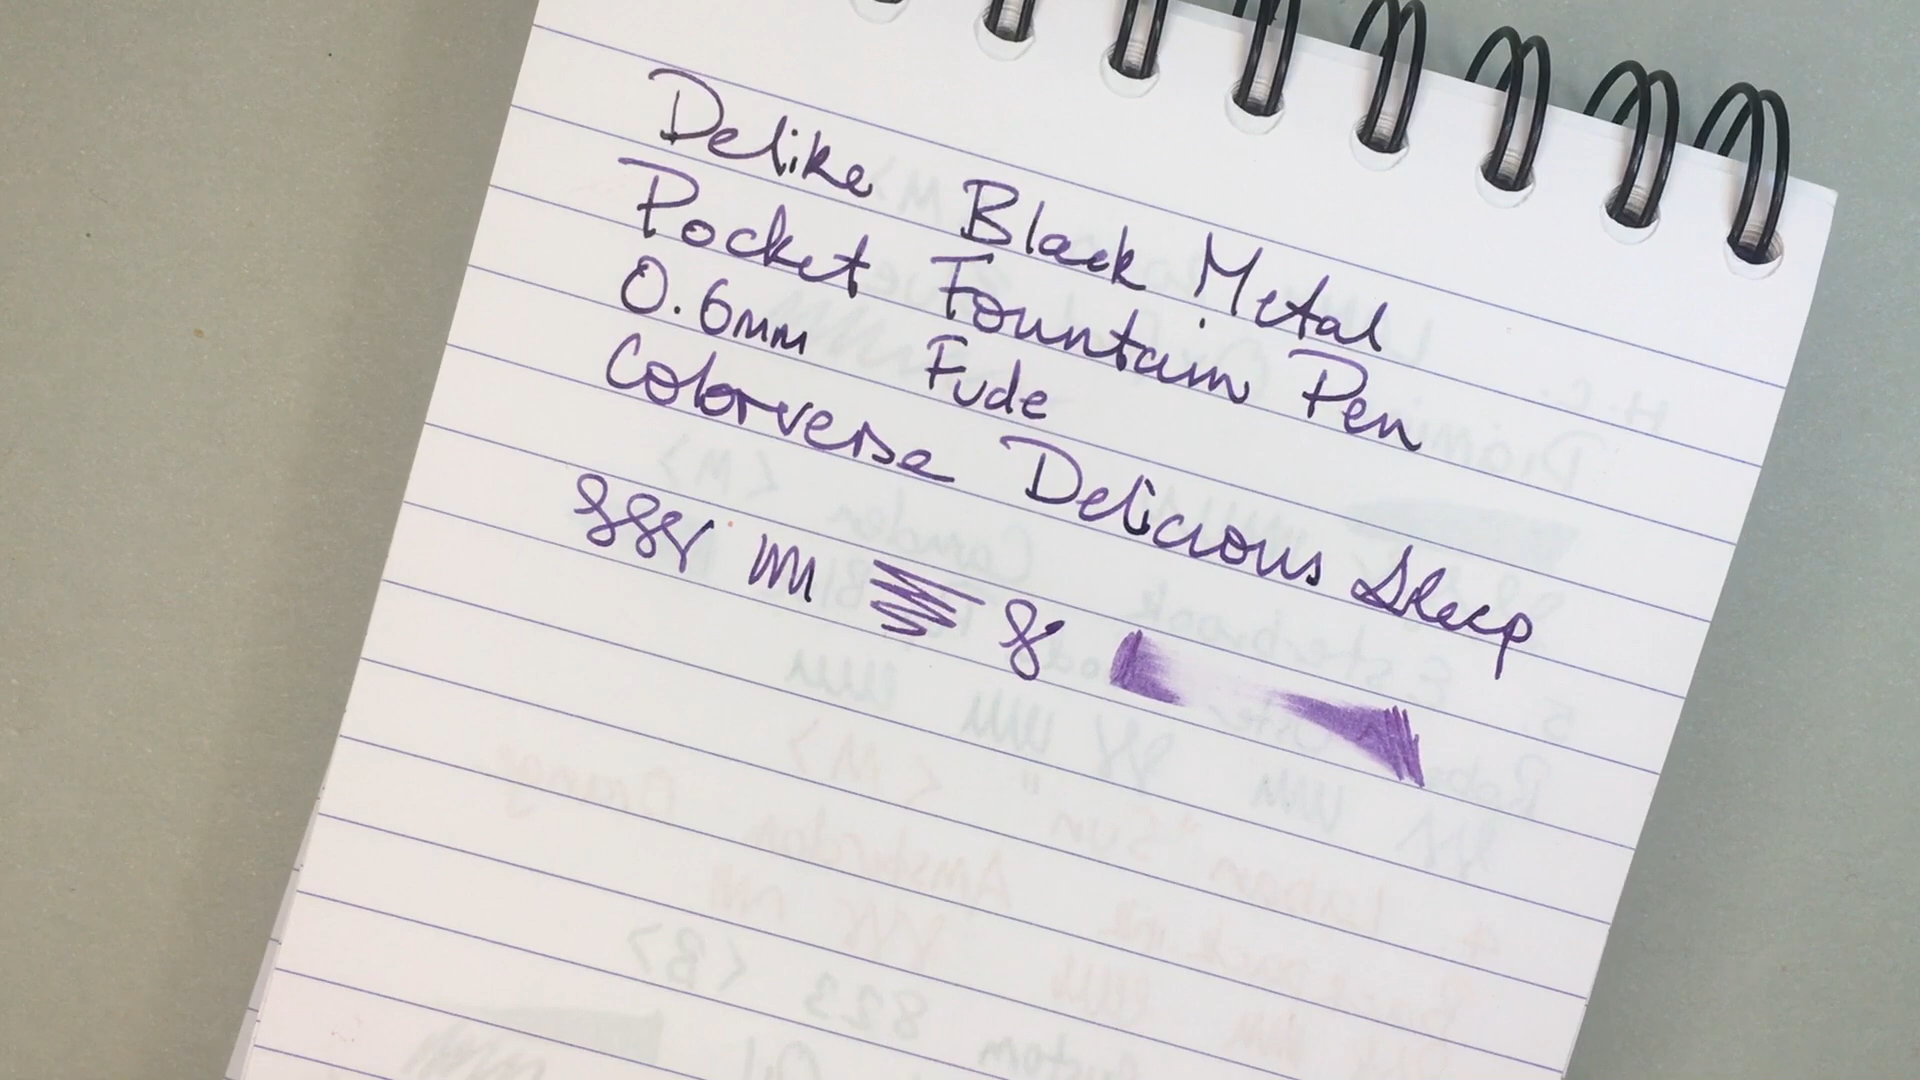 Delike Black Metal
Pocket Fountain Pen
0.6mm Fude
Colorverse Delicious Sleep